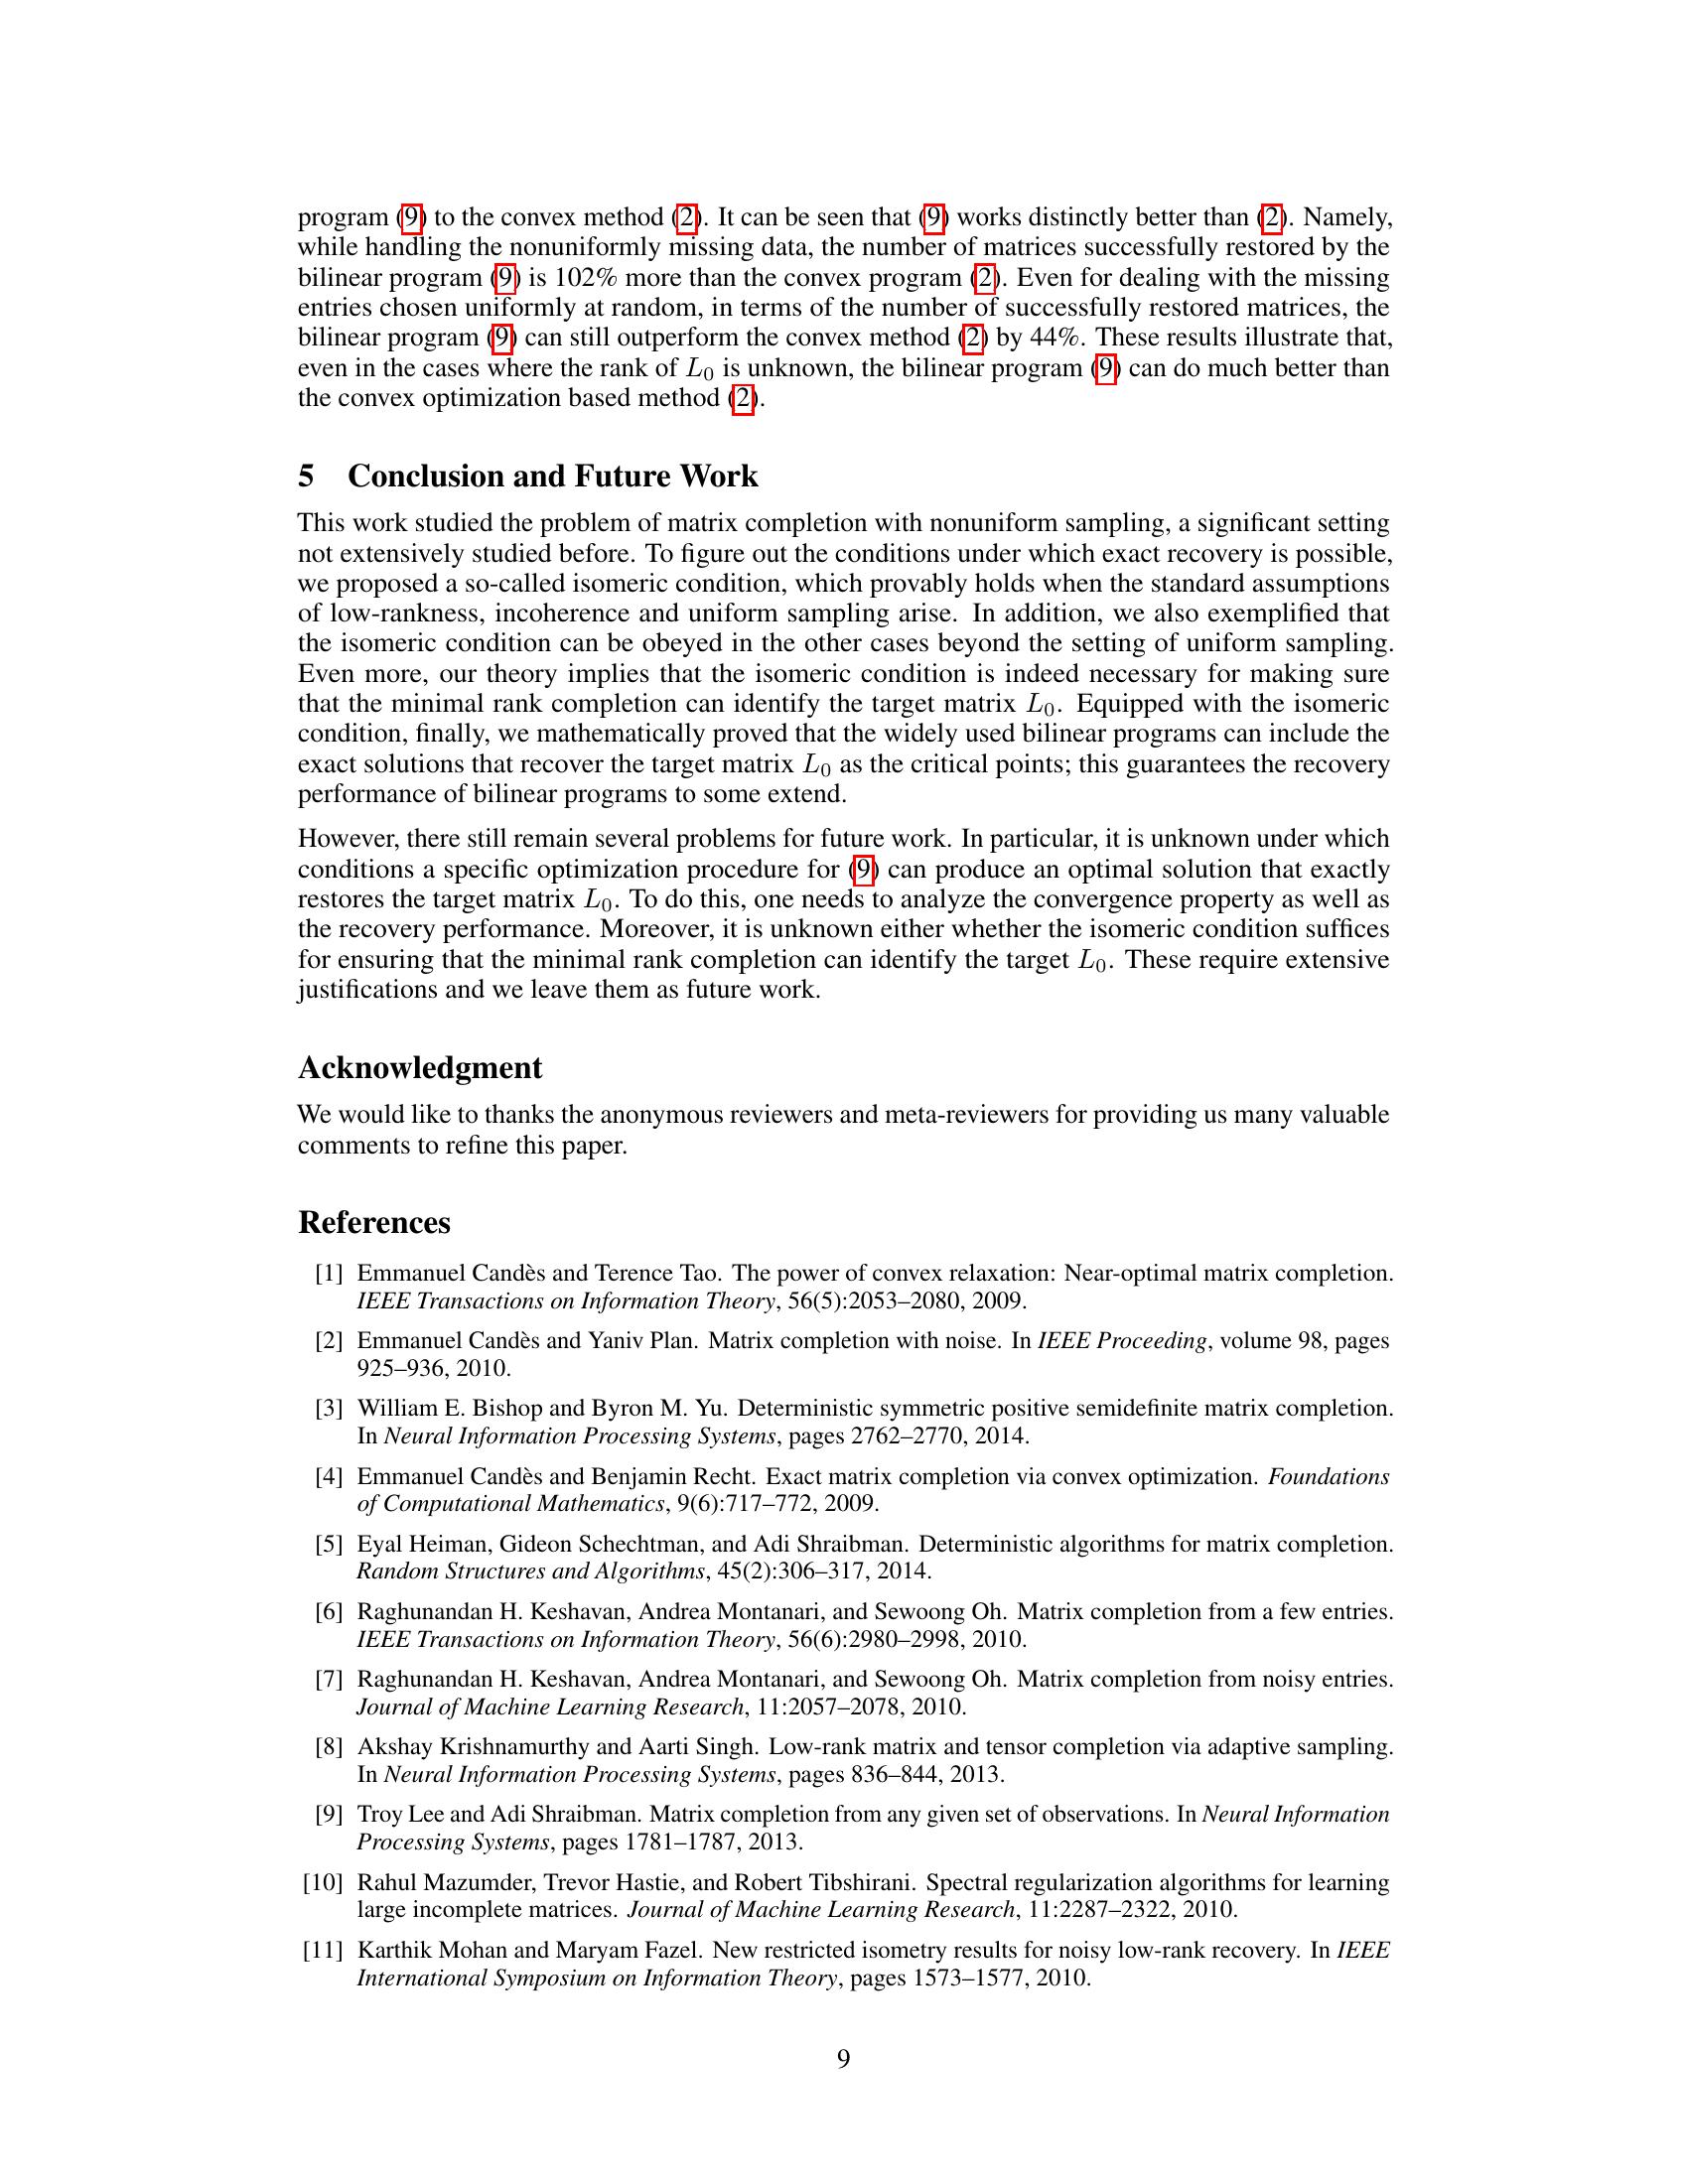 program (9) to the convex method (2). It can be seen that (9) works distinctly better than (2). Namely,
while handling the nonuniformly missing data, the number of matrices successfully restored by the
bilinear program (9) is 102% more than the convex program (2). Even for dealing with the missing
entries chosen uniformly at random, in terms of the number of successfully restored matrices, the
bilinear program (9) can still outperform the convex method (2) by 44%. These results illustrate that,
even in the cases where the rank of L₀ is unknown, the bilinear program (9) can do much better than
the convex optimization based method (2).
5 Conclusion and Future Work
This work studied the problem of matrix completion with nonuniform sampling, a significant setting
not extensively studied before. To figure out the conditions under which exact recovery is possible,
we proposed a so-called isomeric condition, which provably holds when the standard assumptions
of low-rankness, incoherence and uniform sampling arise. In addition, we also exemplified that
the isomeric condition can be obeyed in the other cases beyond the setting of uniform sampling.
Even more, our theory implies that the isomeric condition is indeed necessary for making sure
that the minimal rank completion can identify the target matrix L₀. Equipped with the isomeric
condition, finally, we mathematically proved that the widely used bilinear programs can include the
exact solutions that recover the target matrix L₀ as the critical points; this guarantees the recovery
performance of bilinear programs to some extend.
However, there still remain several problems for future work. In particular, it is unknown under which
conditions a specific optimization procedure for (9) can produce an optimal solution that exactly
restores the target matrix L₀. To do this, one needs to analyze the convergence property as well as
the recovery performance. Moreover, it is unknown either whether the isomeric condition suffices
for ensuring that the minimal rank completion can identify the target L₀. These require extensive
justifications and we leave them as future work.
Acknowledgment
We would like to thanks the anonymous reviewers and meta-reviewers for providing us many valuable
comments to refine this paper.
References
[1] Emmanuel Candès and Terence Tao. The power of convex relaxation: Near-optimal matrix completion.
IEEE Transactions on Information Theory, 56(5):2053–2080, 2009.
[2] Emmanuel Candès and Yaniv Plan. Matrix completion with noise. In IEEE Proceeding, volume 98, pages
925–936, 2010.
[3] William E. Bishop and Byron M. Yu. Deterministic symmetric positive semidefinite matrix completion.
In Neural Information Processing Systems, pages 2762–2770, 2014.
[4] Emmanuel Candès and Benjamin Recht. Exact matrix completion via convex optimization. Foundations
of Computational Mathematics, 9(6):717–772, 2009.
[5] Eyal Heiman, Gideon Schechtman, and Adi Shraibman. Deterministic algorithms for matrix completion.
Random Structures and Algorithms, 45(2):306–317, 2014.
[6] Raghunandan H. Keshavan, Andrea Montanari, and Sewoong Oh. Matrix completion from a few entries.
IEEE Transactions on Information Theory, 56(6):2980–2998, 2010.
[7] Raghunandan H. Keshavan, Andrea Montanari, and Sewoong Oh. Matrix completion from noisy entries.
Journal of Machine Learning Research, 11:2057–2078, 2010.
[8] Akshay Krishnamurthy and Aarti Singh. Low-rank matrix and tensor completion via adaptive sampling.
In Neural Information Processing Systems, pages 836–844, 2013.
[9] Troy Lee and Adi Shraibman. Matrix completion from any given set of observations. In Neural Information
Processing Systems, pages 1781–1787, 2013.
[10] Rahul Mazumder, Trevor Hastie, and Robert Tibshirani. Spectral regularization algorithms for learning
large incomplete matrices. Journal of Machine Learning Research, 11:2287–2322, 2010.
[11] Karthik Mohan and Maryam Fazel. New restricted isometry results for noisy low-rank recovery. In IEEE
International Symposium on Information Theory, pages 1573–1577, 2010.
9